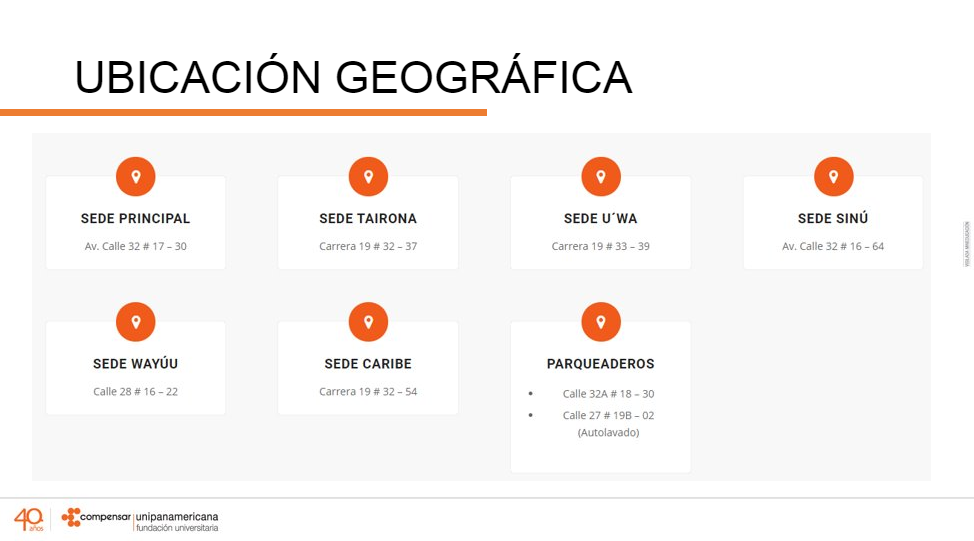 UBICACIÓN GEOGRÁFICA
SEDE PRINCIPAL
Av. Calle 32 # 17 – 30
SEDE TAIRONA
Carrera 19 # 32 – 37
SEDE U´WA
Carrera 19 # 33 – 39
SEDE SINÚ
Av. Calle 32 # 16 – 64
SEDE WAYÚU
Calle 28 # 16 – 22
SEDE CARIBE
Carrera 19 # 32 – 54
PARQUEADEROS
• Calle 32A # 18 – 30
• Calle 27 # 19B – 02
(Autolavado)
40
años
compensar
unipanamericana
fundación universitaria